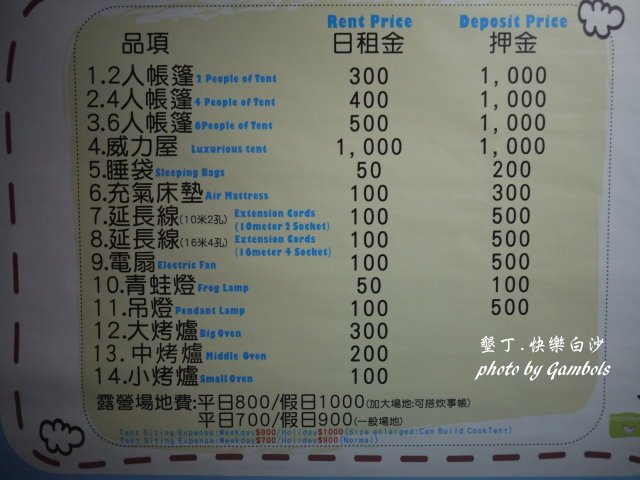 Rent Price Deposit Price
品項 日租金 押金
1.2人帳篷 2 People of Tent 300 1,000
2.4人帳篷 4 People of Tent 400 1,000
3.6人帳篷 6People of Tent 500 1,000
4.威力屋 Luxurious tent 1,000 1,000
5.睡袋 Sleeping Bags 50 200
6.充氣床墊 Air Mattress 100 300
7.延長線(10米2孔) Extension Cords (10meter 2 Socket) 100 500
8.延長線(16米4孔) Extension Cords (16meter 4 Socket) 100 500
9.電扇 Electric Fan 100 500
10.青蛙燈 Frog Lamp 50 100
11.吊燈 Pendant Lamp 100 500
12.大烤爐 Big Oven 300
13.中烤爐 Middle Oven 200
14.小烤爐 Small Oven 100
墾丁.快樂白沙
photo by Gambols
露營場地費:平日800/假日1000(加大場地:可搭炊事帳)
平日700/假日900(一般場地)
Tent Siting Expense:Weekday$800/Holiday$1000(Size enlarged:Can Build CookTent)
Tent Siting Expense:Weekday$700/Holiday$900(Normal)